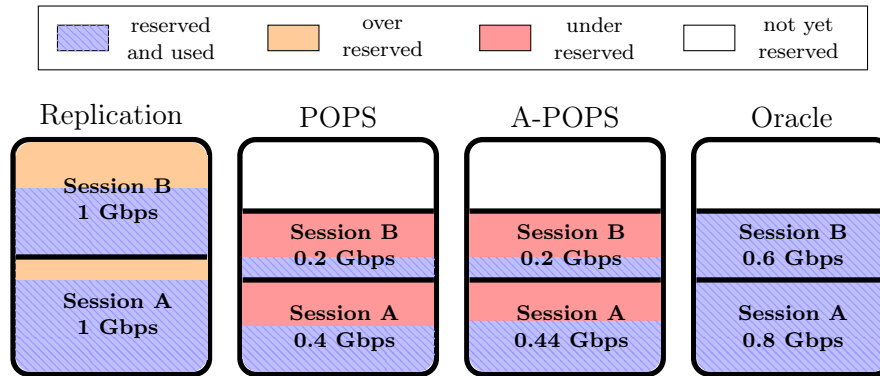 reserved
and used
over
reserved
under
reserved
not yet
reserved
Replication
POPS
A-POPS
Oracle
Session B
1 Gbps
Session A
1 Gbps
Session B
0.2 Gbps
Session A
0.4 Gbps
Session B
0.2 Gbps
Session A
0.44 Gbps
Session B
0.6 Gbps
Session A
0.8 Gbps